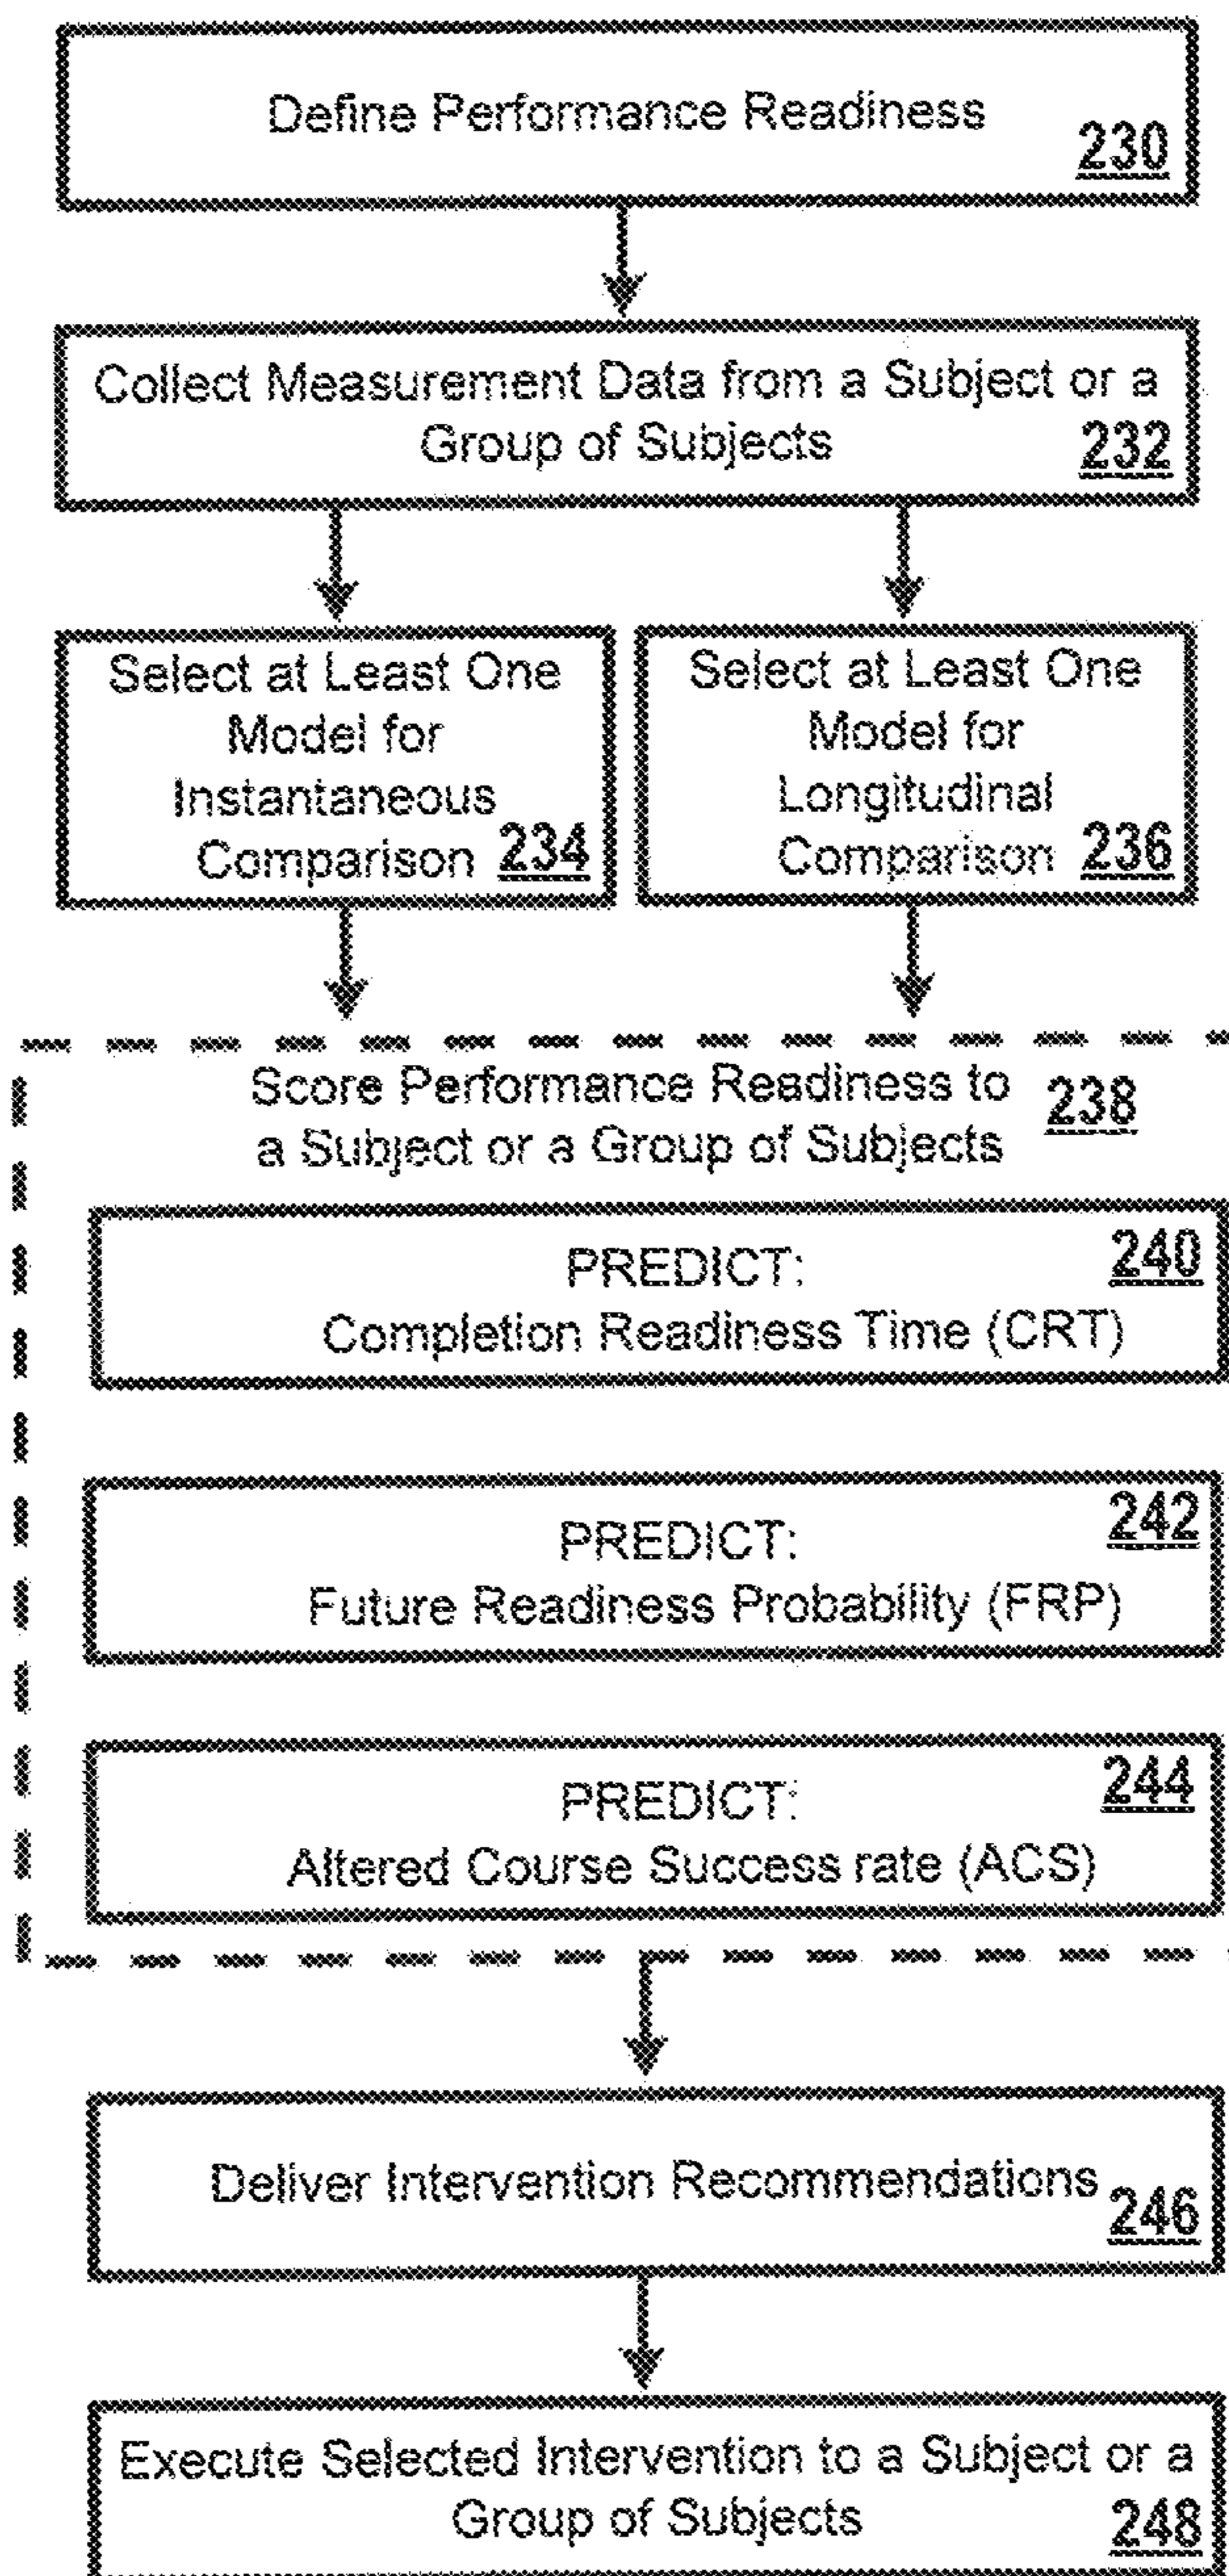 Define Performance Readiness
230
Collect Measurement Data from a Subject or a
Group of Subjects
232
Select at Least One
Model for
Instantaneous
Comparison 234
Select at Least One
Model for
Longitudinal
Comparison 236
Score Performance Readiness to 238
a Subject or a Group of Subjects
PREDICT: 240
Completion Readiness Time (CRT)
PREDICT: 242
Future Readiness Probability (FRP)
PREDICT: 244
Altered Course Success rate (ACS)
Deliver Intervention Recommendations
246
Execute Selected Intervention to a Subject or a
Group of Subjects
248